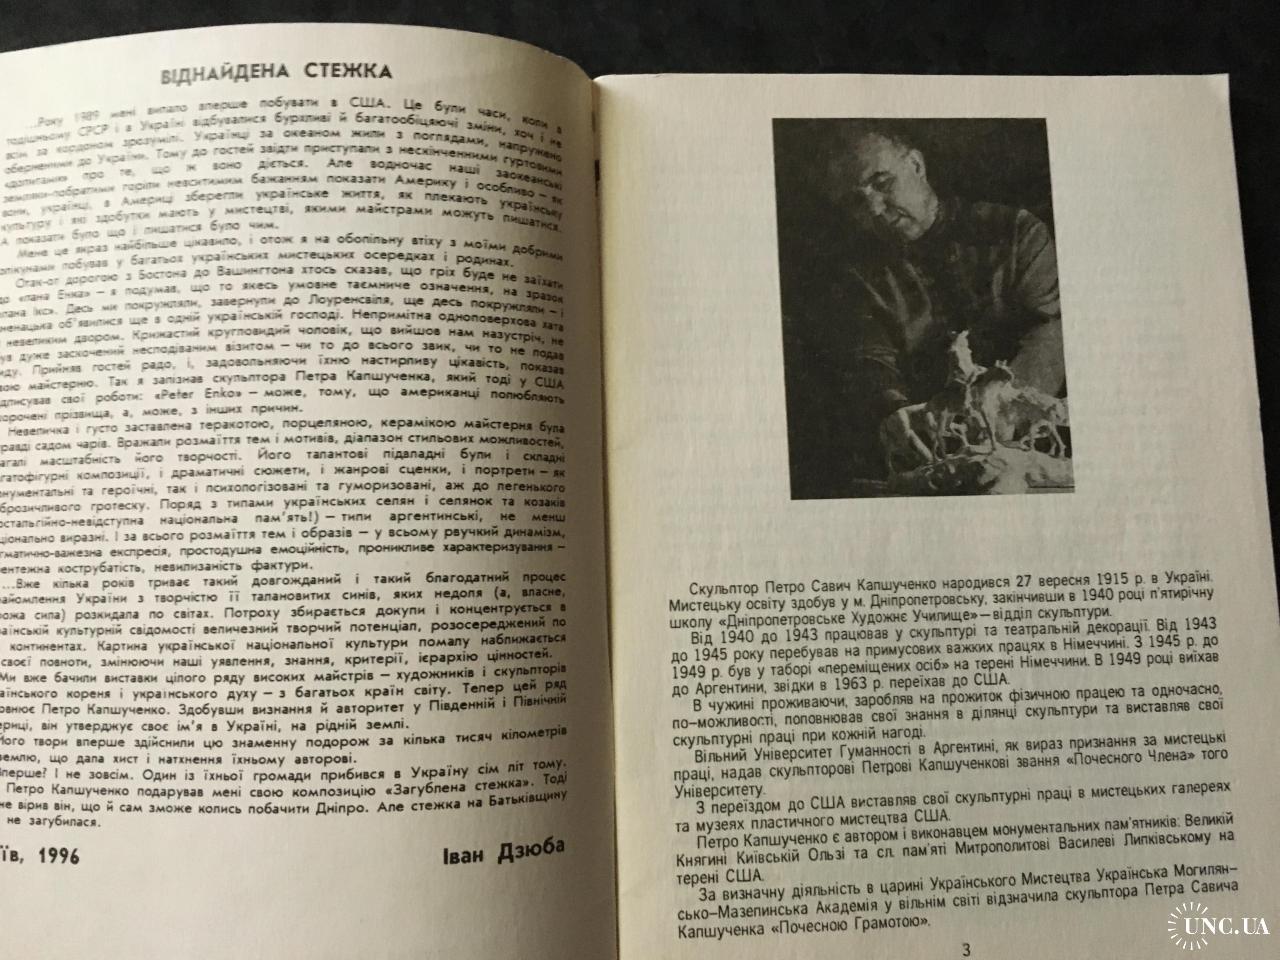 ВІДНАЙДЕНА СТЕЖКА
...Року 1989 мені випало вперше побувати в США. Це були часи, коли в
тодішньому СРСР і в Україні відбувалися бурхливі й багатообіцяючі зміни, хоч і не
всім за кордоном зрозумілі. Українці за океаном жили з поглядами, напружено
оберненими до України. Тому до гостей звідти приступали з нескінченними гуртовими
«допитами» про те, що ж воно діється. Але водночас наші заокеанські
земляки-побратими горіли невситимим бажанням показати Америку і особливо – як
вони, українці, в Америці зберегли українське життя, як плекають українську
культуру і які здобутки мають у мистецтві, якими майстрами можуть пишатися.
А показати було що і пишатися було чим.
Мене це якраз найбільше цікавило, і отож я на обопільну втіху з моїми добрими
опікунами побував у багатьох українських мистецьких осередках і родинах.
Отак-от дорогою з Бостона до Вашингтона хтось сказав, що гріх буде не заїхати
до «пана Енка» – я подумав, що то якесь умовне таємниче означення, на зразок
«пана Ікс». Десь ми покружляли, завернули до Лоуренсвіля, ще десь покружляли – і
зненацька об'явилися ще в одній українській господі. Непримітна одноповерхова хата
з невеликим двором. Крижастий кругловидий чоловік, що вийшов нам назустріч, не
був дуже заскочений несподіваним візитом – чи то до всього звик, чи то не подав
виду. Прийняв гостей радо, і, задовольняючи їхню настирливу цікавість, показав
свою майстерню. Так я запізнав скульптора Петра Капшученка, який тоді у США
підписував свої роботи: «Peter Enko» – може, тому, що американці полюбляють
скорочені прізвища, а, може, з інших причин.
Невеличка і густо заставлена теракотою, порцеляною, керамікою майстерня була
справді садом чарів. Вражали розмаїття тем і мотивів, діапазон стильових можливостей,
взагалі масштабність його творчості. Його талантові підвладні були і складні
багатофігурні композиції, і драматичні сюжети, і жанрові сценки, і портрети – як
монументальні та героїчні, так і психологізовані та гуморизовані, аж до легенького
доброзичливого гротеску. Поряд з типами українських селян і селянок та козаків
(ностальгійно-невідступна національна пам'ять!) – типи аргентинські, не менш
національно виразні. І за всього розмаїття тем і образів – у всьому рвучкий динамізм,
драматично-важезна експресія, простодушна емоційність, проникливе характеризування –
бентежна кострубатість, невилизаність фактури.
...Вже кілька років триває такий довгожданий і такий благодатний процес
знайомлення України з творчістю її талановитих синів, яких недоля (а, власне,
ворожа сила) розкидала по світах. Потроху збирається докупи і концентрується в
українській культурній свідомості величезний творчий потенціал, розосереджений по
континентах. Картина української національної культури помалу наближається
до своєї повноти, змінюючи наші уявлення, знання, критерії, ієрархію цінностей.
Ми вже бачили виставки цілого ряду високих майстрів – художників і скульпторів
українського кореня і українського духу – з багатьох країн світу. Тепер цей ряд
поповнює Петро Капшученко. Здобувши визнання й авторитет у Південній і Північній
Америці, він утверджує своє ім'я в Україні, на рідній землі.
Його твори вперше здійснили цю знаменну подорож за кілька тисяч кілометрів
землю, що дала хист і натхнення їхньому авторові.
Вперше? І не зовсім. Один із їхньої громади прибився в Україну сім літ тому.
Петро Капшученко подарував мені свою композицію «Загублена стежка». Тоді
не вірив він, що й сам зможе колись побачити Дніпро. Але стежка на Батьківщину
не загубилася.
Київ, 1996 Іван Дзюба
Скульптор Петро Савич Капшученко народився 27 вересня 1915 р. в Україні.
Мистецьку освіту здобув у м. Дніпропетровську, закінчивши в 1940 році п'ятирічну
школу «Дніпропетровське Художнє Училище» – відділ скульптури.
Від 1940 до 1943 працював у скульптурі та театральній декорації. Від 1943
до 1945 року перебував на примусових важких працях в Німеччині. З 1945 р. до
1949 р. був у таборі «переміщених осіб» на терені Німеччини. В 1949 році виїхав
до Аргентини, звідки в 1963 р. переїхав до США.
В чужині проживаючи, заробляв на прожиток фізичною працею та одночасно,
по–можливості, поповнював свої знання в ділянці скульптури та виставляв свої
скульптурні праці при кожній нагоді.
Вільний Університет Гуманності в Аргентині, як вираз признання за мистецькі
праці, надав скульпторові Петрові Капшученкові звання «Почесного Члена» того
Університету.
З переїздом до США виставляв свої скульптурні праці в мистецьких галереях
та музеях пластичного мистецтва США.
Петро Капшученко є автором і виконавцем монументальних пам'ятників: Великій
Княгині Київській Ользі та сл. пам'яті Митрополитові Василеві Липківському на
терені США.
За визначну діяльність в царині Українського Мистецтва Українська Могилян–
сько–Мазепинська Академія у вільнім світі відзначила скульптора Петра Савича
Капшученка «Почесною Грамотою».
3
UNC.UA